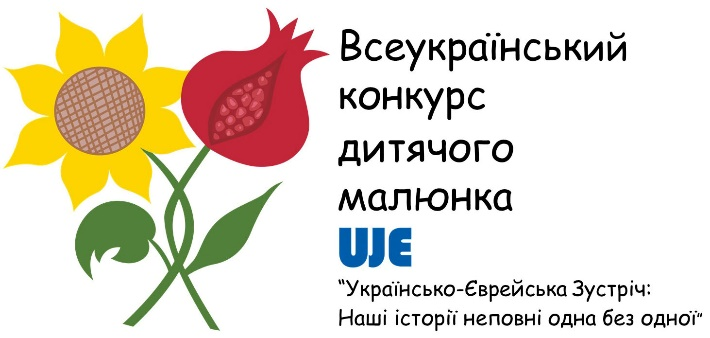 Всеукраїнський
конкурс
дитячого
малюнка
UJE
“Українсько-Єврейська Зустріч:
Наші історії неповні одна без одної”